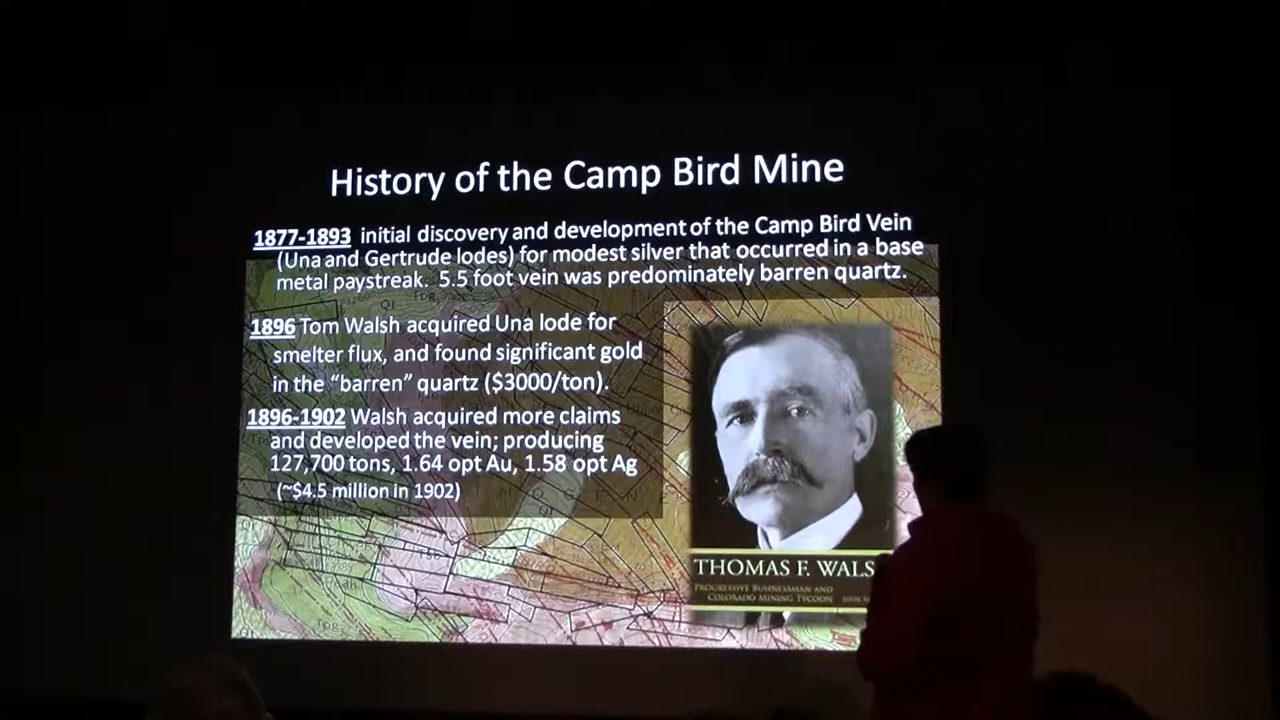 History of the Camp Bird Mine
1877-1893 initial discovery and development of the Camp Bird Vein
(Una and Gertrude lodes) for modest silver that occurred in a base
metal paystreak. 5.5 foot vein was predominately barren quartz.
1896 Tom Walsh acquired Una lode for
smelter flux, and found significant gold
in the “barren” quartz ($3000/ton).
1896-1902 Walsh acquired more claims
and developed the vein; producing
127,700 tons, 1.64 opt Au, 1.58 opt Ag
(~$4.5 million in 1902)
THOMAS F. WALS
PROGRESSIVE BUSINESSMAN AND
COLORADO MINING TYCOON